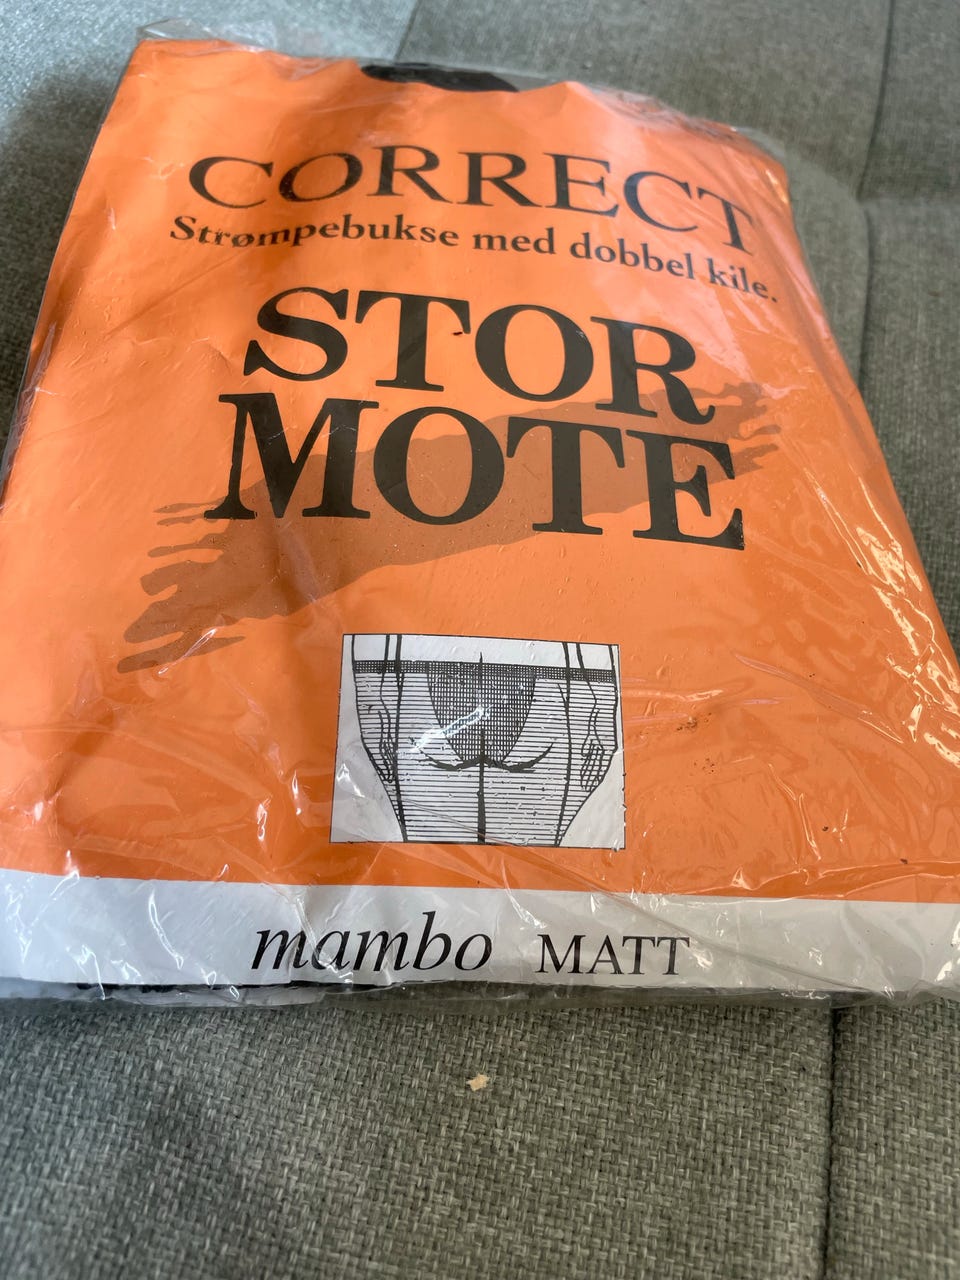 CORRECT
Strømpebukse med dobbel kile.
STOR
MOTE
mambo MATT